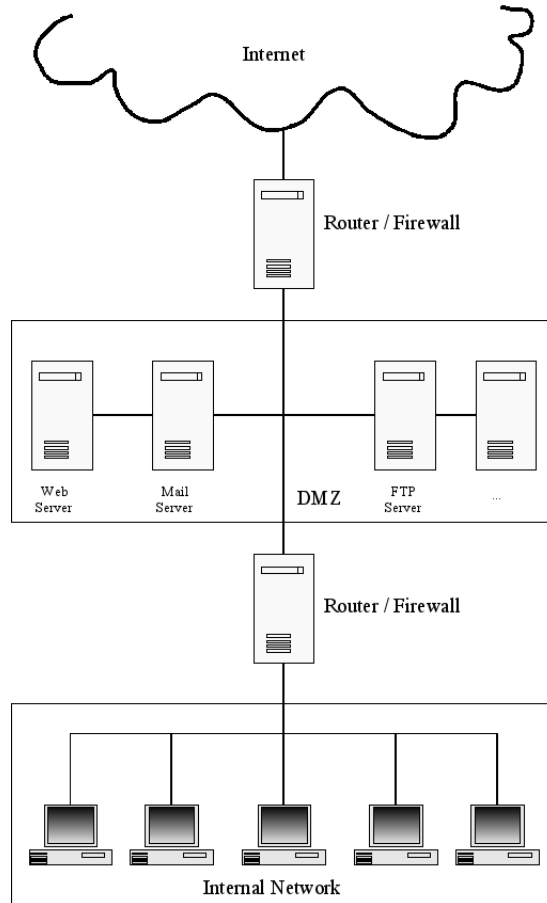 Internet
Router / Firewall
Web
Server
Mail
Server
DMZ
FTP
Server
...
Router / Firewall
Internal Network